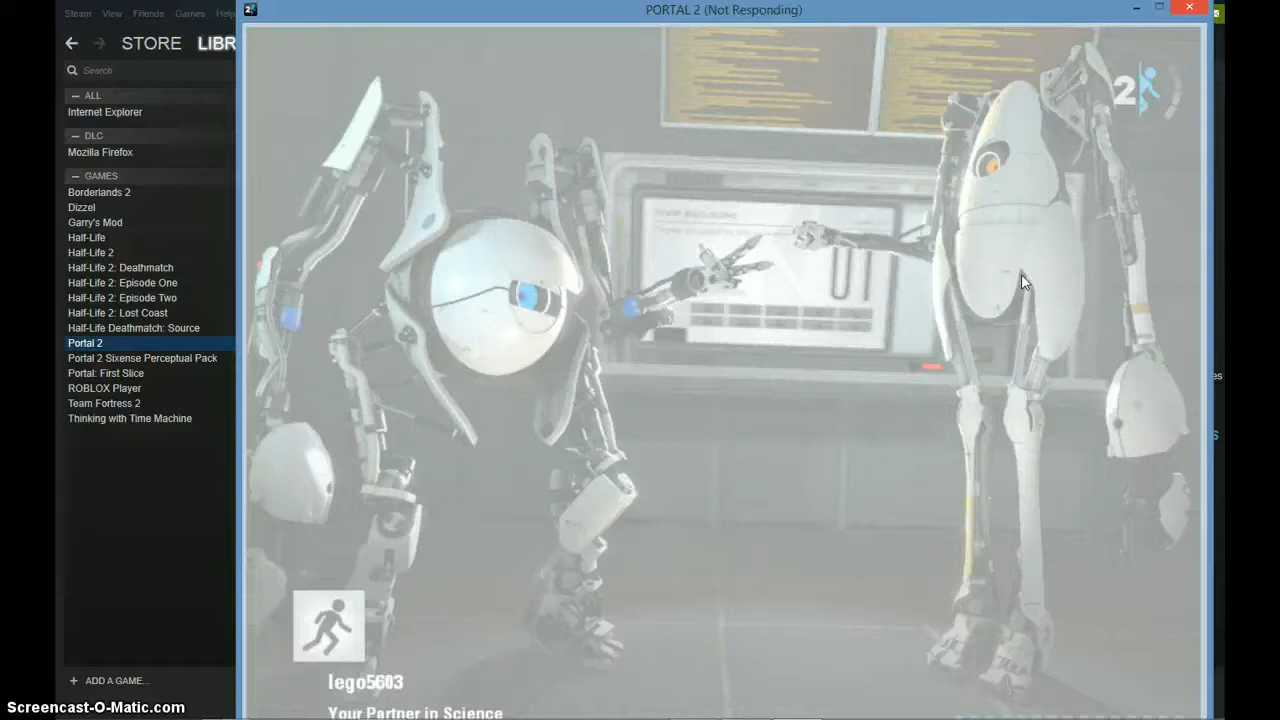 PORTAL 2 (Not Responding)
Steam View Friends Games Help
STORE LIBR
Search
ALL
Internet Explorer
DLC
Mozilla Firefox
GAMES
Borderlands 2
Dizzel
Garry's Mod
Half-Life
Half-Life 2
Half-Life 2: Deathmatch
Half-Life 2: Episode One
Half-Life 2: Episode Two
Half-Life 2: Lost Coast
Half-Life Deathmatch: Source
Portal 2
Portal 2 Sixense Perceptual Pack
Portal: First Slice
ROBLOX Player
Team Fortress 2
Thinking with Time Machine
+ ADD A GAME...
2
lego5603
Your Partner in Science
Screencast-O-Matic.com